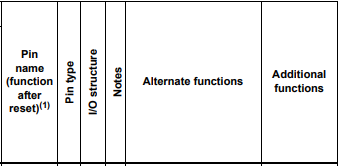 Pin
name
(function
after
reset)(1)
Pin type
I/O structure
Notes
Alternate functions
Additional
functions